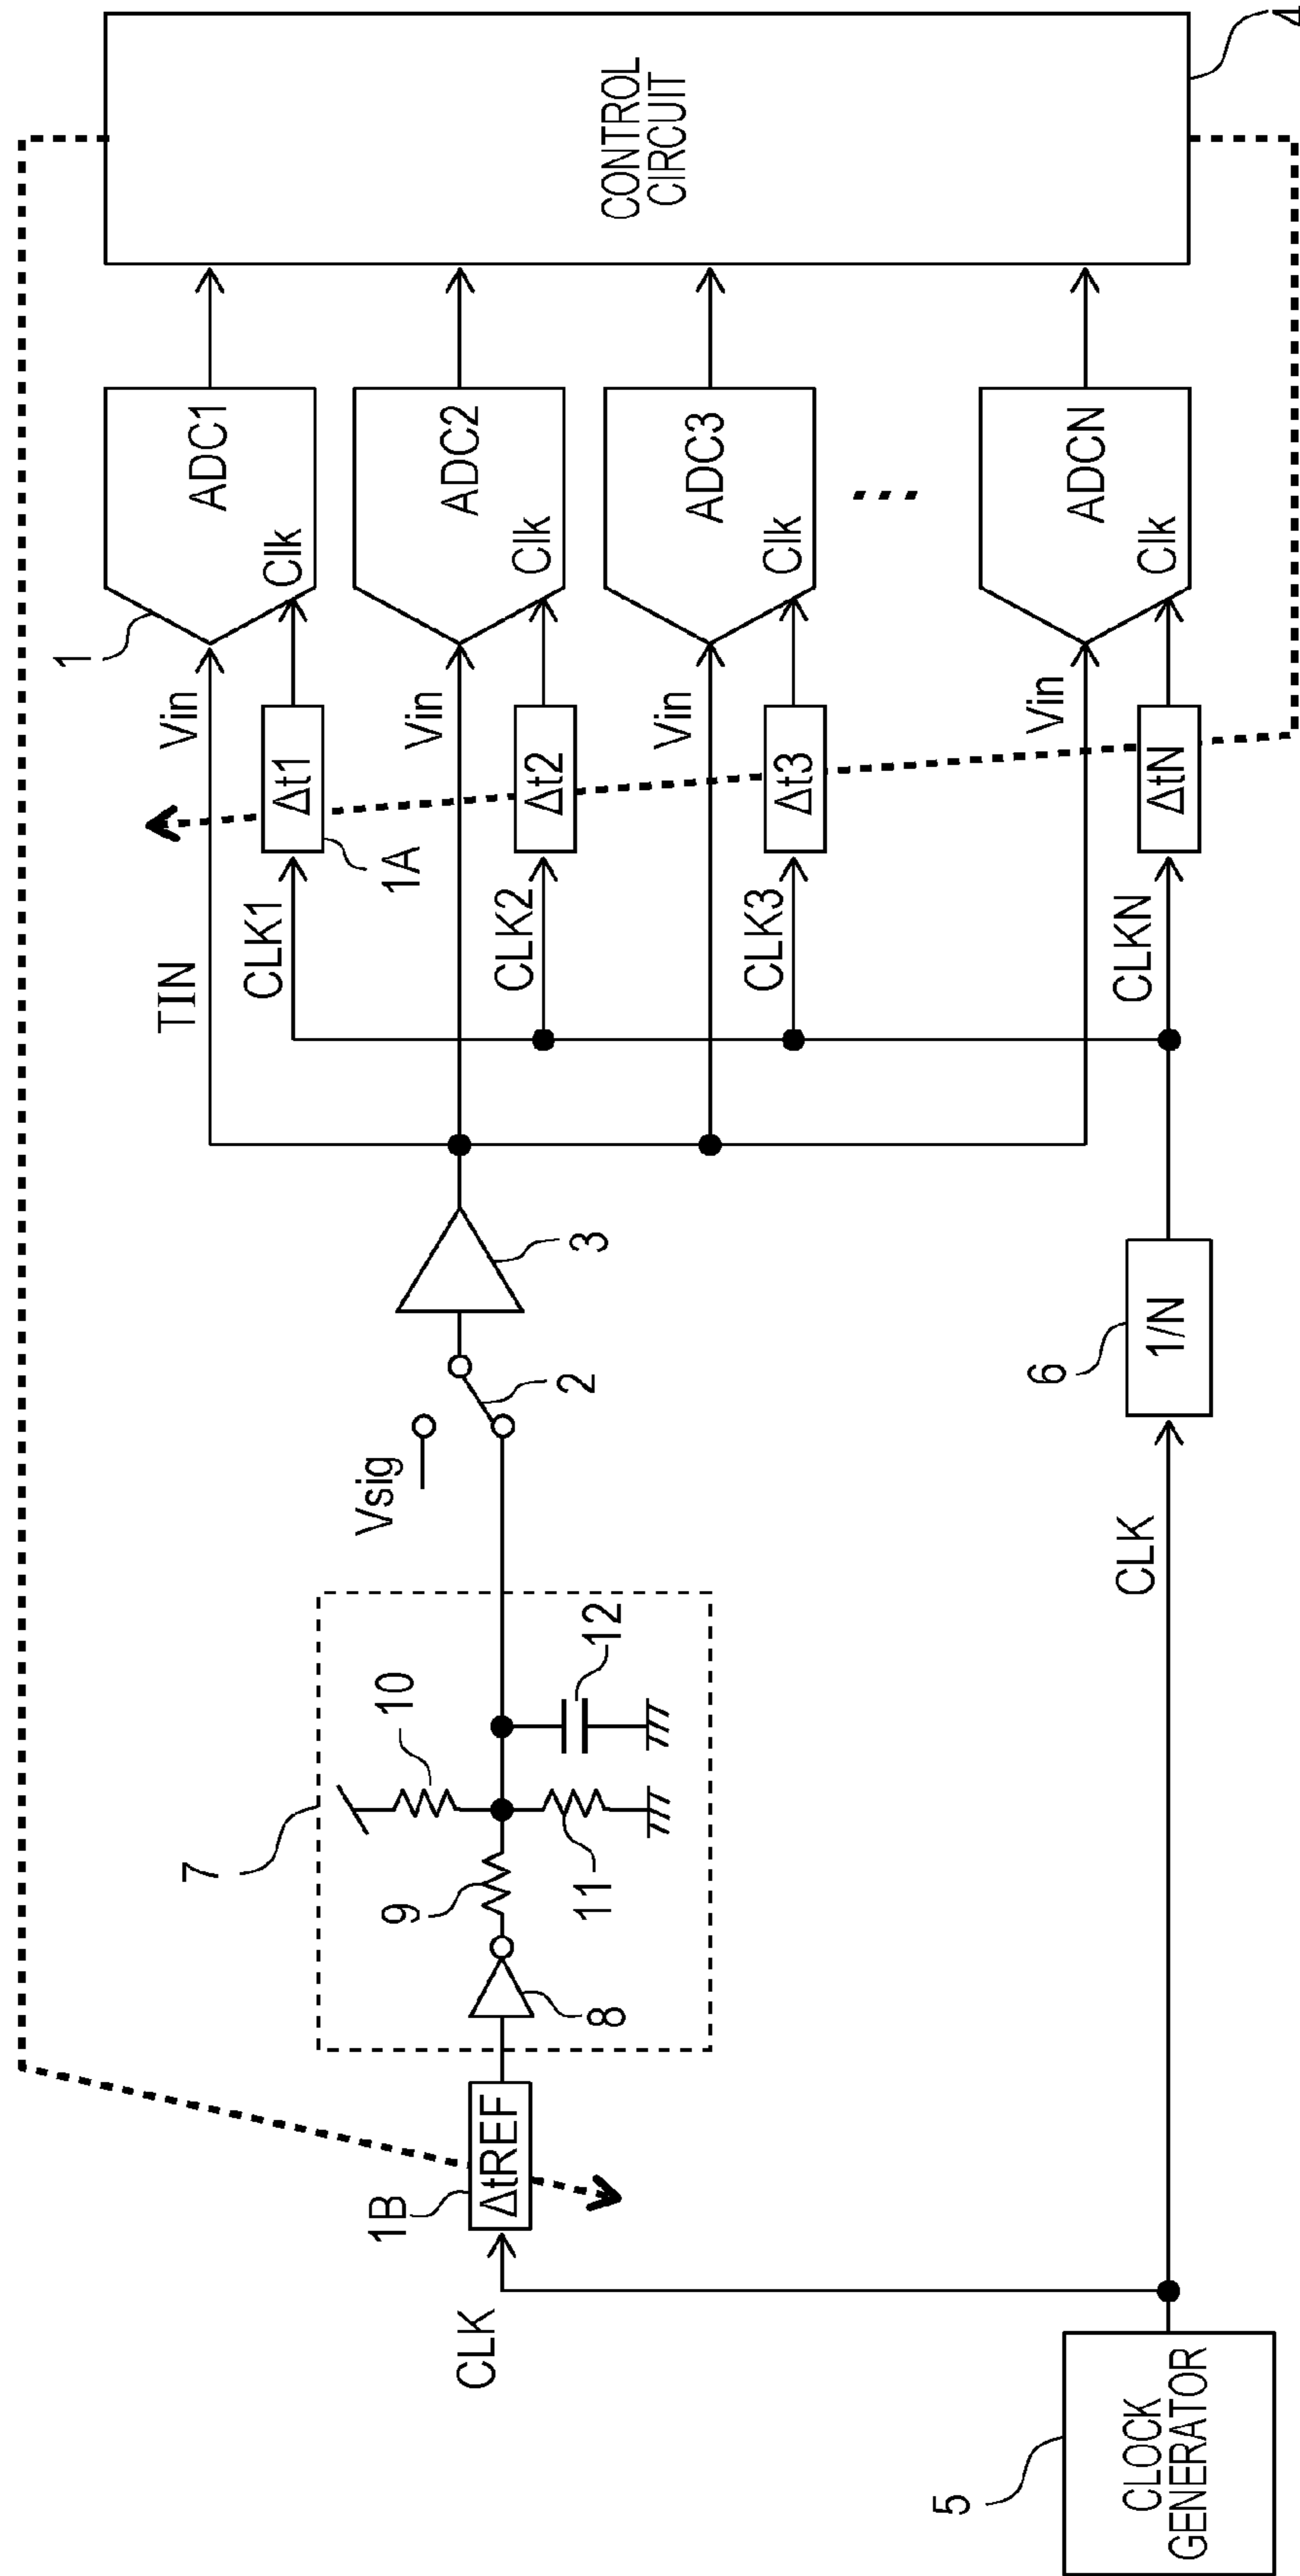 CONTROL
CIRCUIT
4
ADC1
Clk
1
Vin
Δt1
1A
CLK1
TIN
ADC2
Clk
Vin
Δt2
CLK2
ADC3
Clk
Vin
Δt3
CLK3
ADCN
Clk
Vin
ΔtN
CLKN
3
2
Vsig
6
1/N
CLK
7
10
12
9
11
8
1B
ΔtREF
CLK
5
CLOCK
GENERATOR